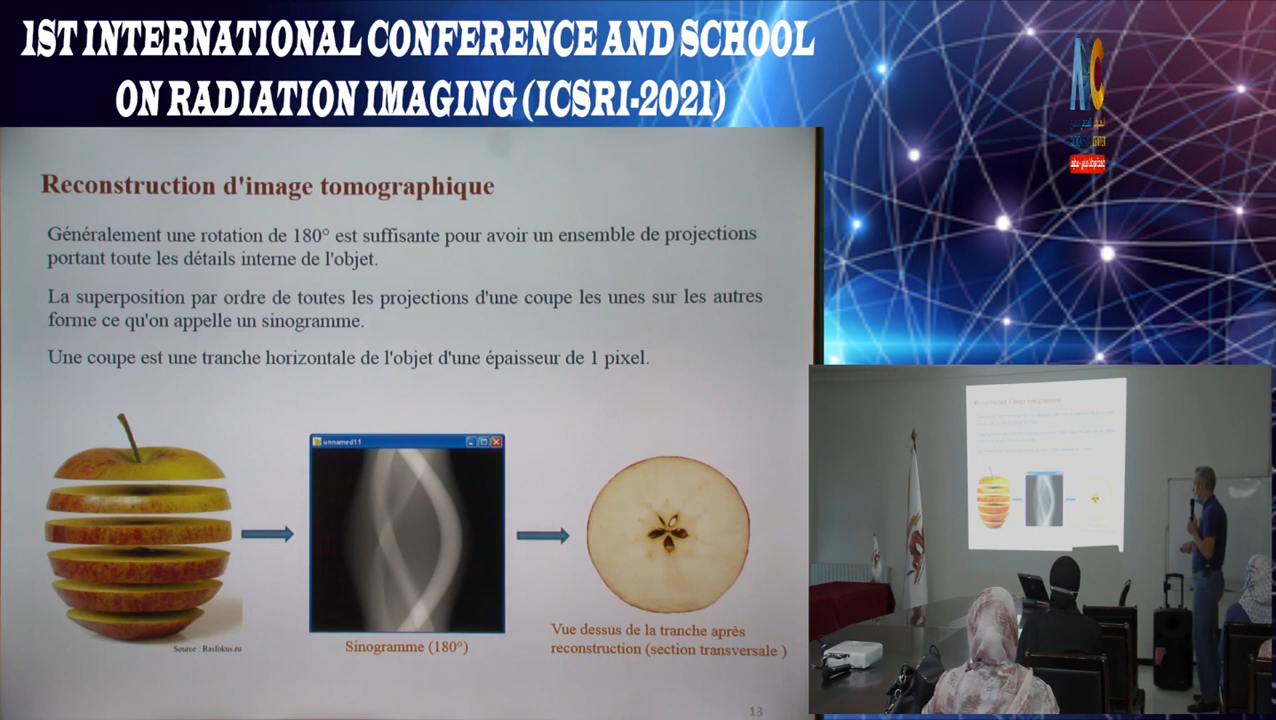 1ST INTERNATIONAL CONFERENCE AND SCHOOL
ON RADIATION IMAGING (ICSRI-2021)
Reconstruction d'image tomographique
Généralement une rotation de 180° est suffisante pour avoir un ensemble de projections
portant toute les détails interne de l'objet.
La superposition par ordre de toutes les projections d'une coupe les unes sur les autres
forme ce qu'on appelle un sinogramme.
Une coupe est une tranche horizontale de l'objet d'une épaisseur de 1 pixel.
unnamed11
Source : Rasfokus.ru
Sinogramme (180°)
Vue dessus de la tranche après
reconstruction (section transversale )
13